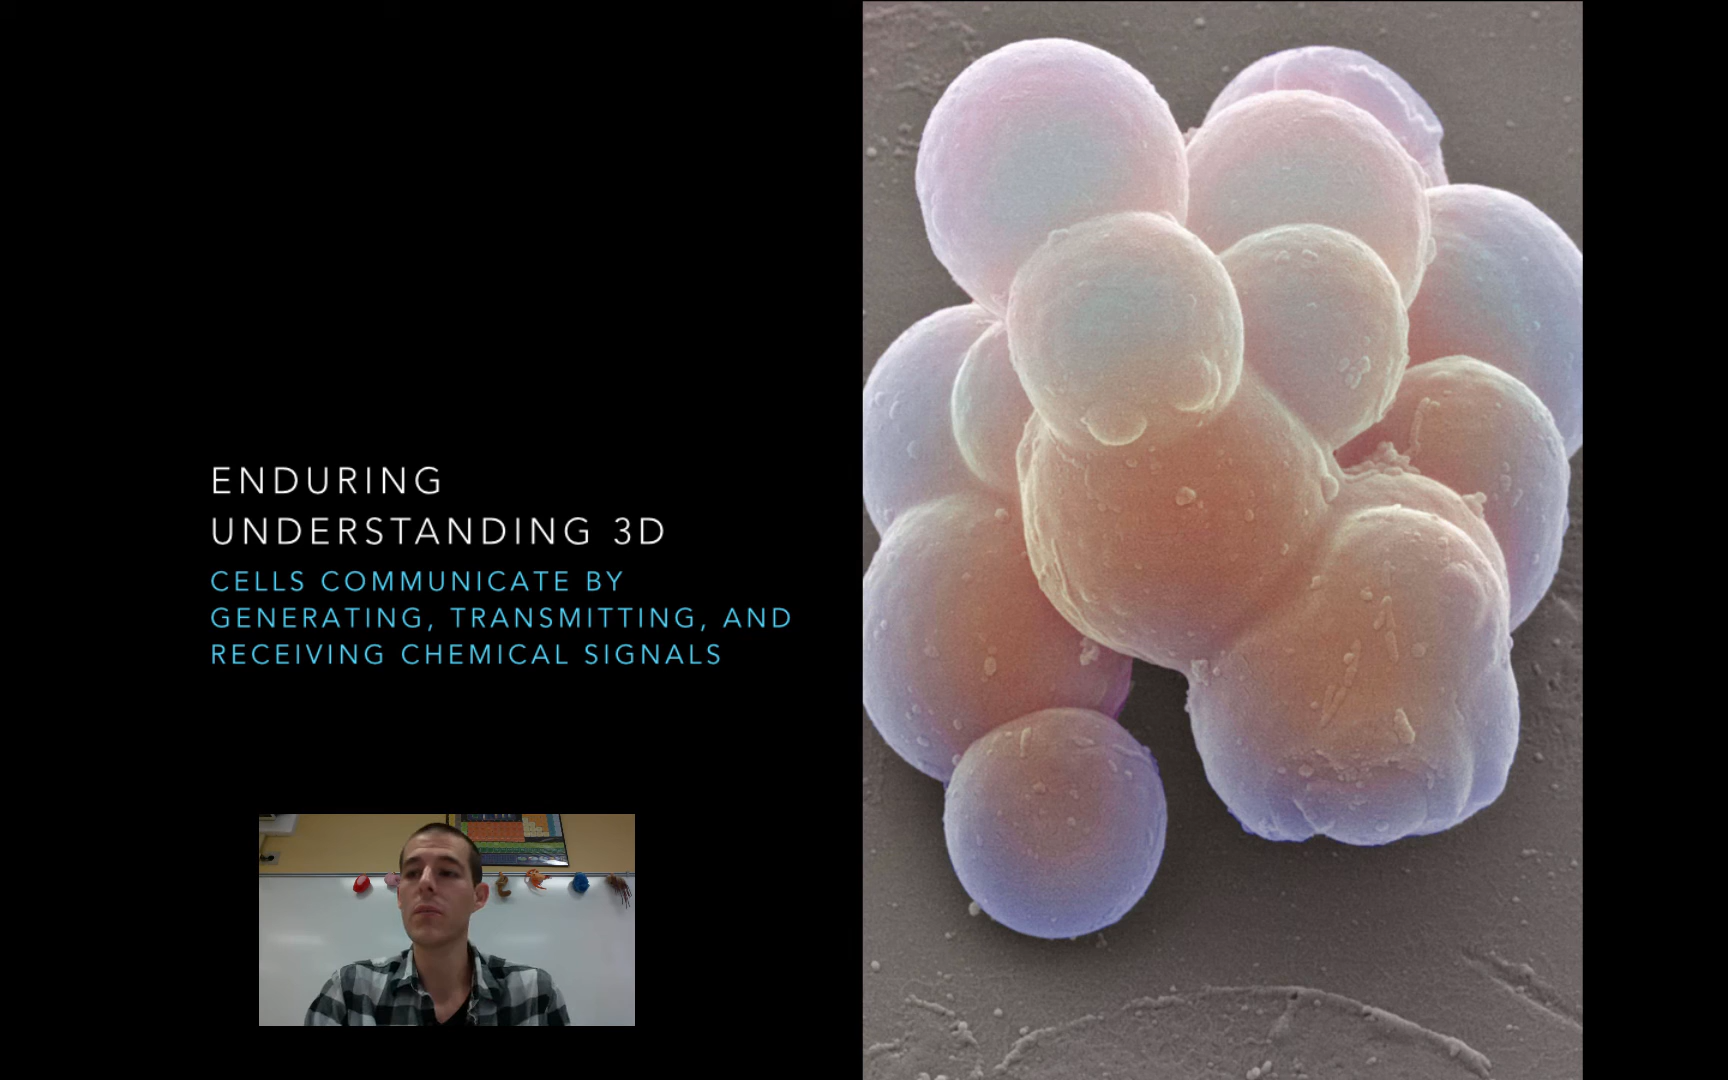 ENDURING
UNDERSTANDING 3D
CELLS COMMUNICATE BY
GENERATING, TRANSMITTING, AND
RECEIVING CHEMICAL SIGNALS